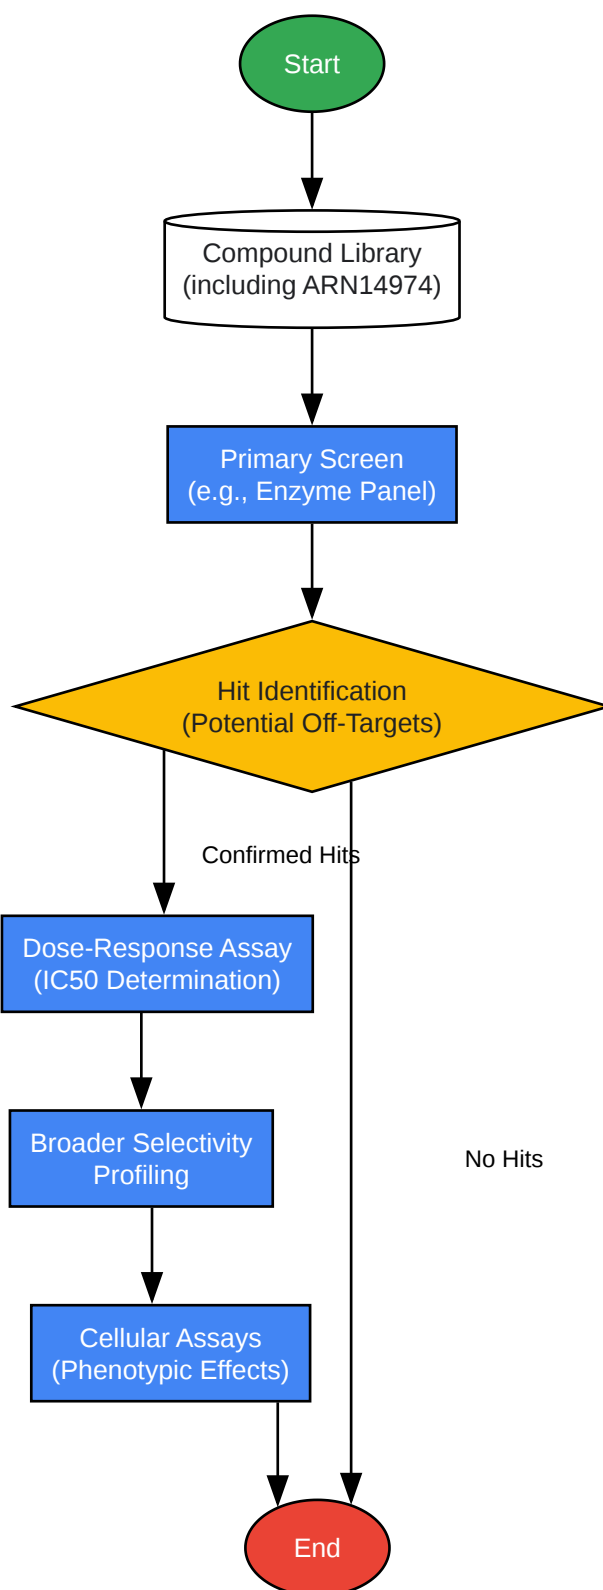 Start
Compound Library
(including ARN14974)
Primary Screen
(e.g., Enzyme Panel)
Hit Identification
(Potential Off-Targets)
Confirmed Hits
Dose-Response Assay
(IC50 Determination)
Broader Selectivity
Profiling
No Hits
Cellular Assays
(Phenotypic Effects)
End